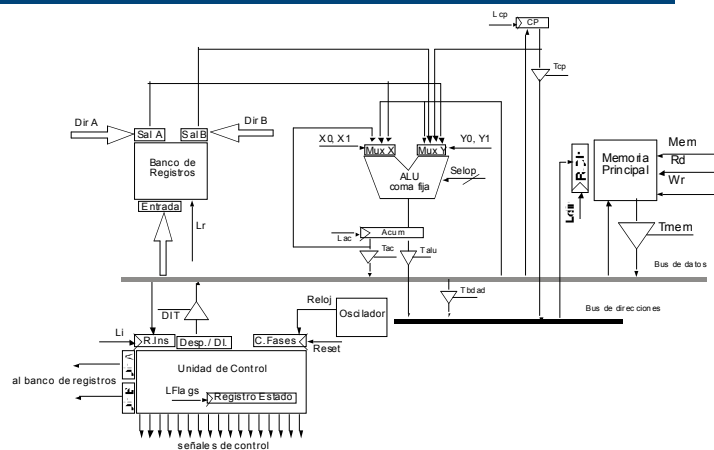 Lcp
CP
Tcp
Dir A
Sal A
Sal B
Dir B
Banco de
Registros
Entrada
Lr
X0, X1
Mux X
Mux Y
Y0, Y1
ALU
coma fija
Selop
Lac
Acum
Tac
Talu
Memoria
Principal
Mem
Rd
Wr
Tmem
Bus de datos
Tbdad
Bus de direcciones
DIT
Reloj
Oscilador
Li
R.Ins
Desp./ DI.
C.Fases
Reset
Unidad de Control
al banco de registros
LFlags
Registro Estado
señales de control